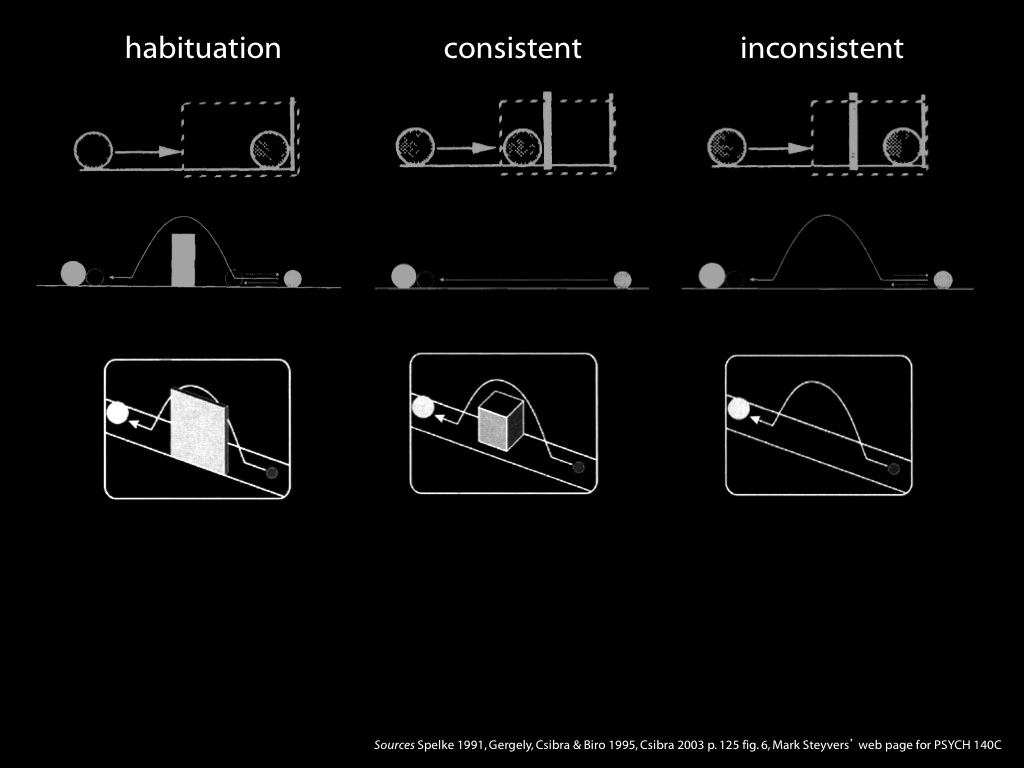 habituation
consistent
inconsistent
Sources Spelke 1991, Gergely, Csibra & Biro 1995, Csibra 2003 p. 125 fig. 6, Mark Steyvers’ web page for PSYCH 140C